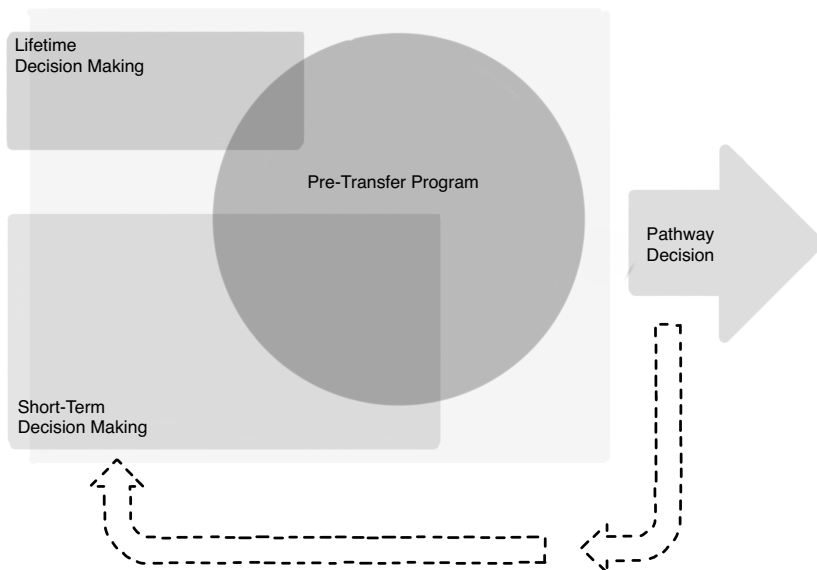 Lifetime
Decision Making
Pre-Transfer Program
Pathway
Decision
Short-Term
Decision Making